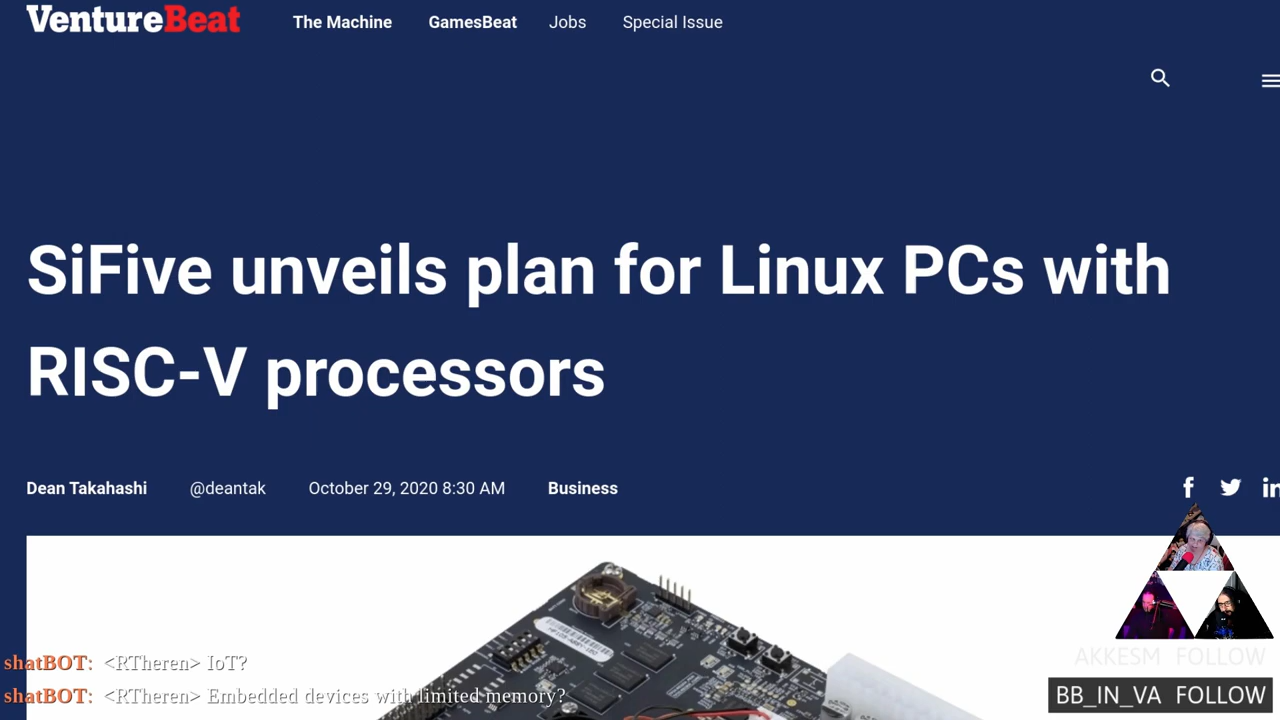 VentureBeat
The Machine GamesBeat Jobs Special Issue
SiFive unveils plan for Linux PCs with
RISC-V processors
Dean Takahashi @deantak October 29, 2020 8:30 AM Business
shatBOT: <RTheren> IoT?
shatBOT: <RTheren> Embedded devices with limited memory?
AKKESM FOLLOW
BB_IN_VA FOLLOW